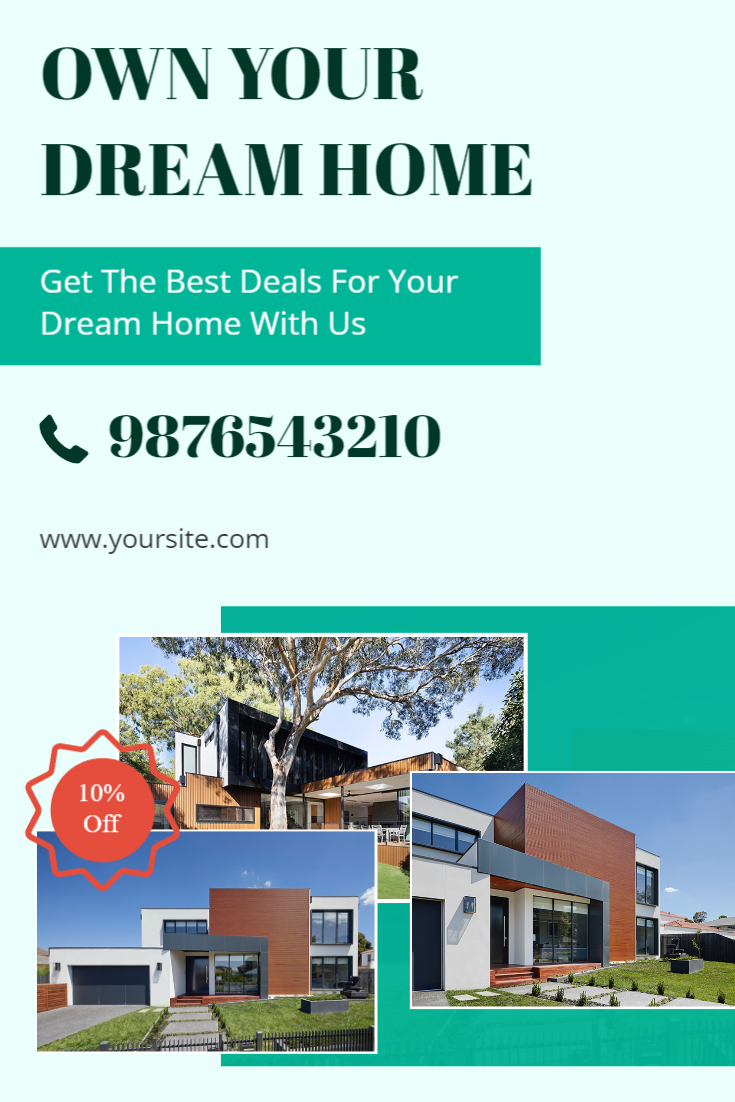 OWN YOUR
DREAM HOME
Get The Best Deals For Your
Dream Home With Us
9876543210
www.yoursite.com
10%
Off